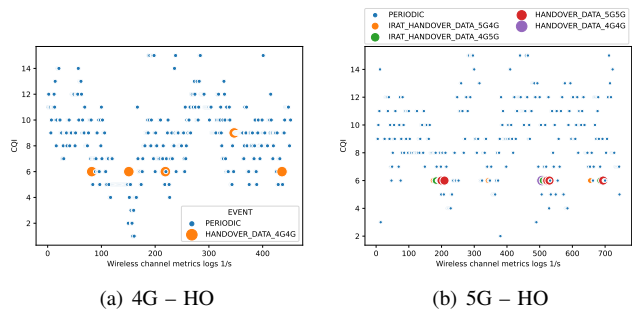 PERIODIC
IRAT_HANDOVER_DATA_5G4G
IRAT_HANDOVER_DATA_4G5G
HANDOVER_DATA_5G5G
HANDOVER_DATA_4G4G
14
12
10
8
6
4
2
CQI
0 100 200 300 400
Wireless channel metrics logs 1/s
EVENT
PERIODIC
HANDOVER_DATA_4G4G
(a) 4G – HO
14
12
10
8
6
4
2
CQI
0 100 200 300 400 500 600 700
Wireless channel metrics logs 1/s
(b) 5G – HO